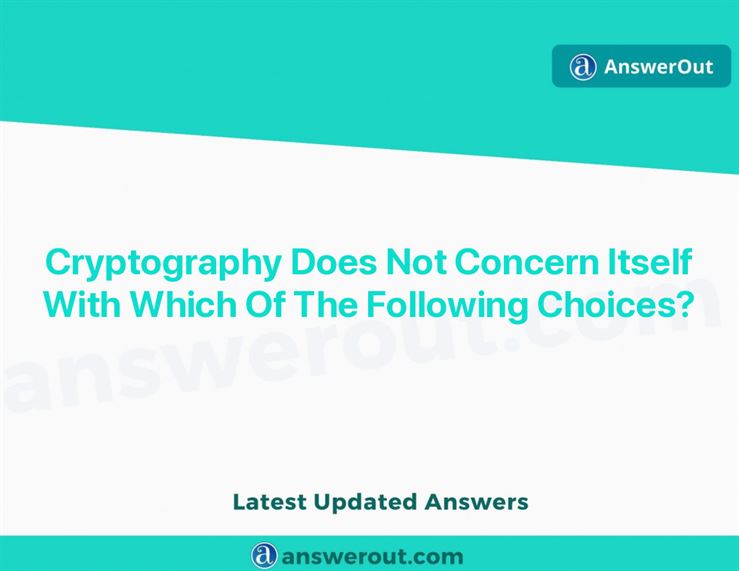 AnswerOut
Cryptography Does Not Concern Itself
With Which Of The Following Choices?
answerout.com
Latest Updated Answers
answerout.com